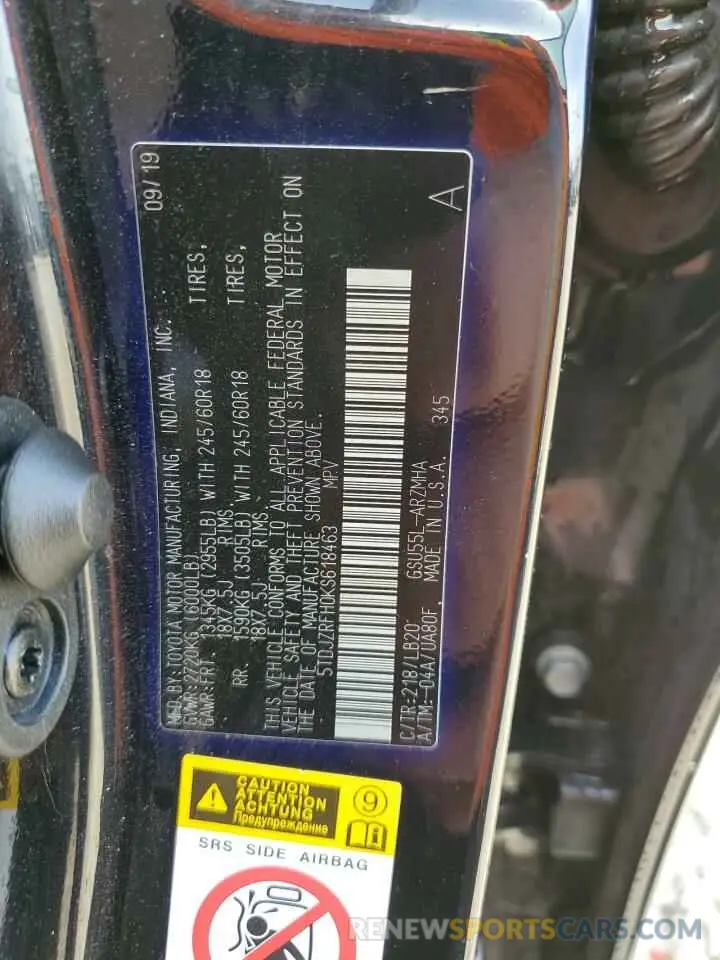 MFD.BY:TOYOTA MOTOR MANUFACTURING, INDIANA, INC. 09/19
GVWR:2720KG (6000LB)
GAWR:FRT. 1345KG (2955LB) WITH 245/60R18 TIRES,
18X7.5J RIMS,
RR. 1590KG (3505LB) WITH 245/60R18 TIRES,
18X7.5J RIMS.
THIS VEHICLE CONFORMS TO ALL APPLICABLE FEDERAL MOTOR
VEHICLE SAFETY AND THEFT PREVENTION STANDARDS IN EFFECT ON
THE DATE OF MANUFACTURE SHOWN ABOVE.
5TDJZRFH0KS618463 MPV
C/TR:218/LB20 GSU55L-ARZMHA A
A/TM:-04A/UA80F, MADE IN U.S.A. 345
CAUTION
ATTENTION
ACHTUNG
Предупреждение
9
SRS SIDE AIRBAG
RENEWSPORTCARS.COM